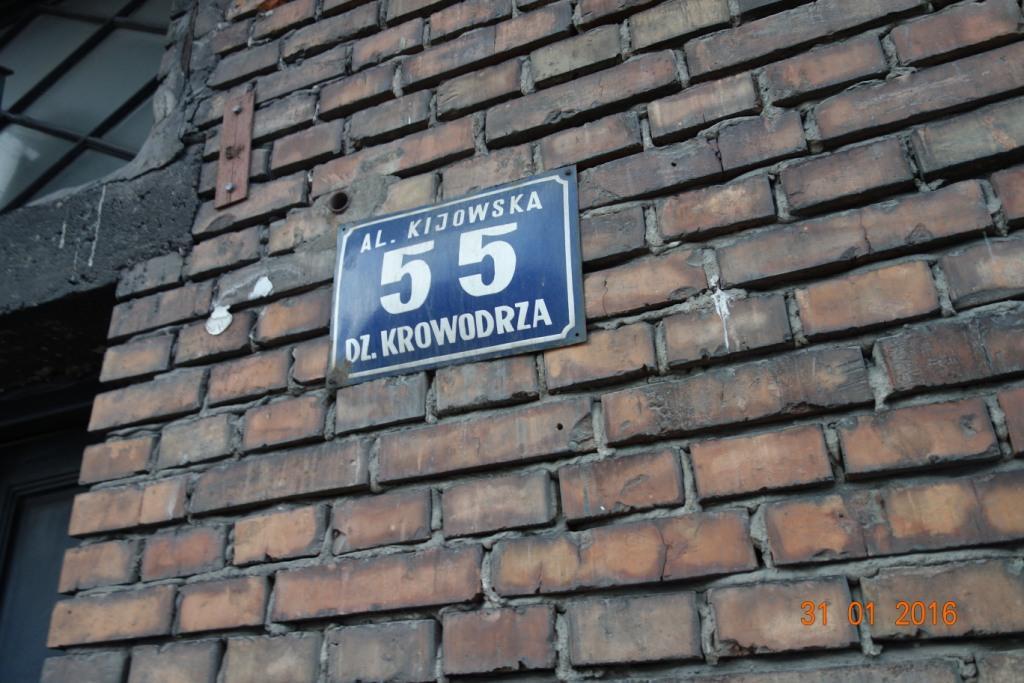 AL. KIJOWSKA
55
DZ. KROWODRZA
31 01 2016